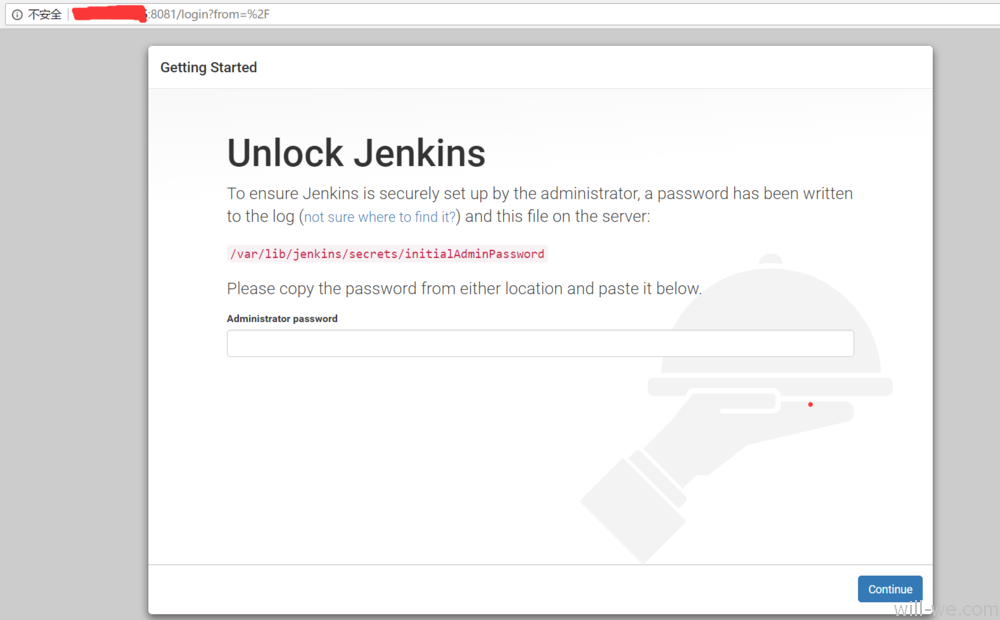 不安全
:8081/login?from=%2F
Getting Started
Unlock Jenkins
To ensure Jenkins is securely set up by the administrator, a password has been written
to the log (not sure where to find it?) and this file on the server:
/var/lib/jenkins/secrets/initialAdminPassword
Please copy the password from either location and paste it below.
Administrator password
Continue
will-we.com